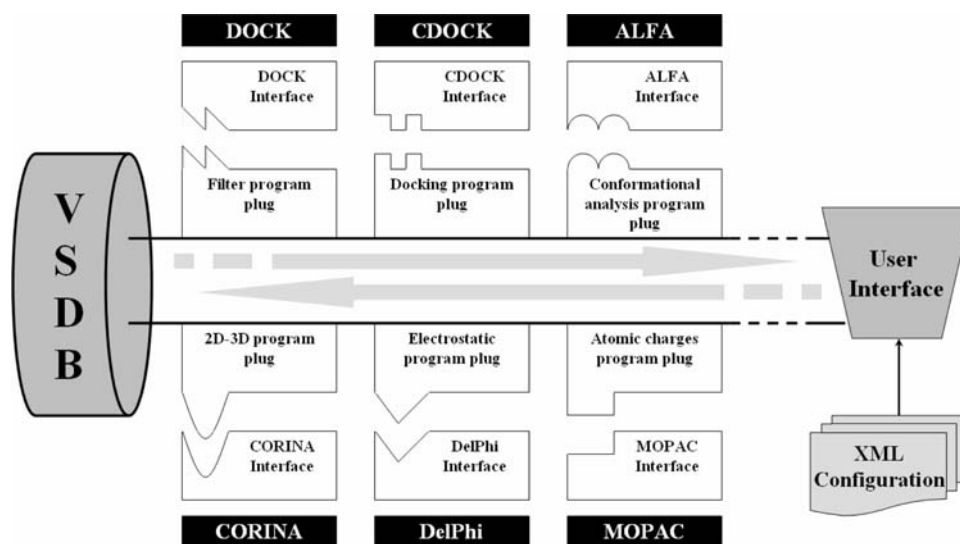 DOCK
CDOCK
ALFA
DOCK
Interface
CDOCK
Interface
ALFA
Interface
Filter program
plug
Docking program
plug
Conformational
analysis program
plug
V
S
D
B
User
Interface
2D-3D program
plug
Electrostatic
program plug
Atomic charges
program plug
CORINA
Interface
DelPhi
Interface
MOPAC
Interface
XML
Configuration
CORINA
DelPhi
MOPAC